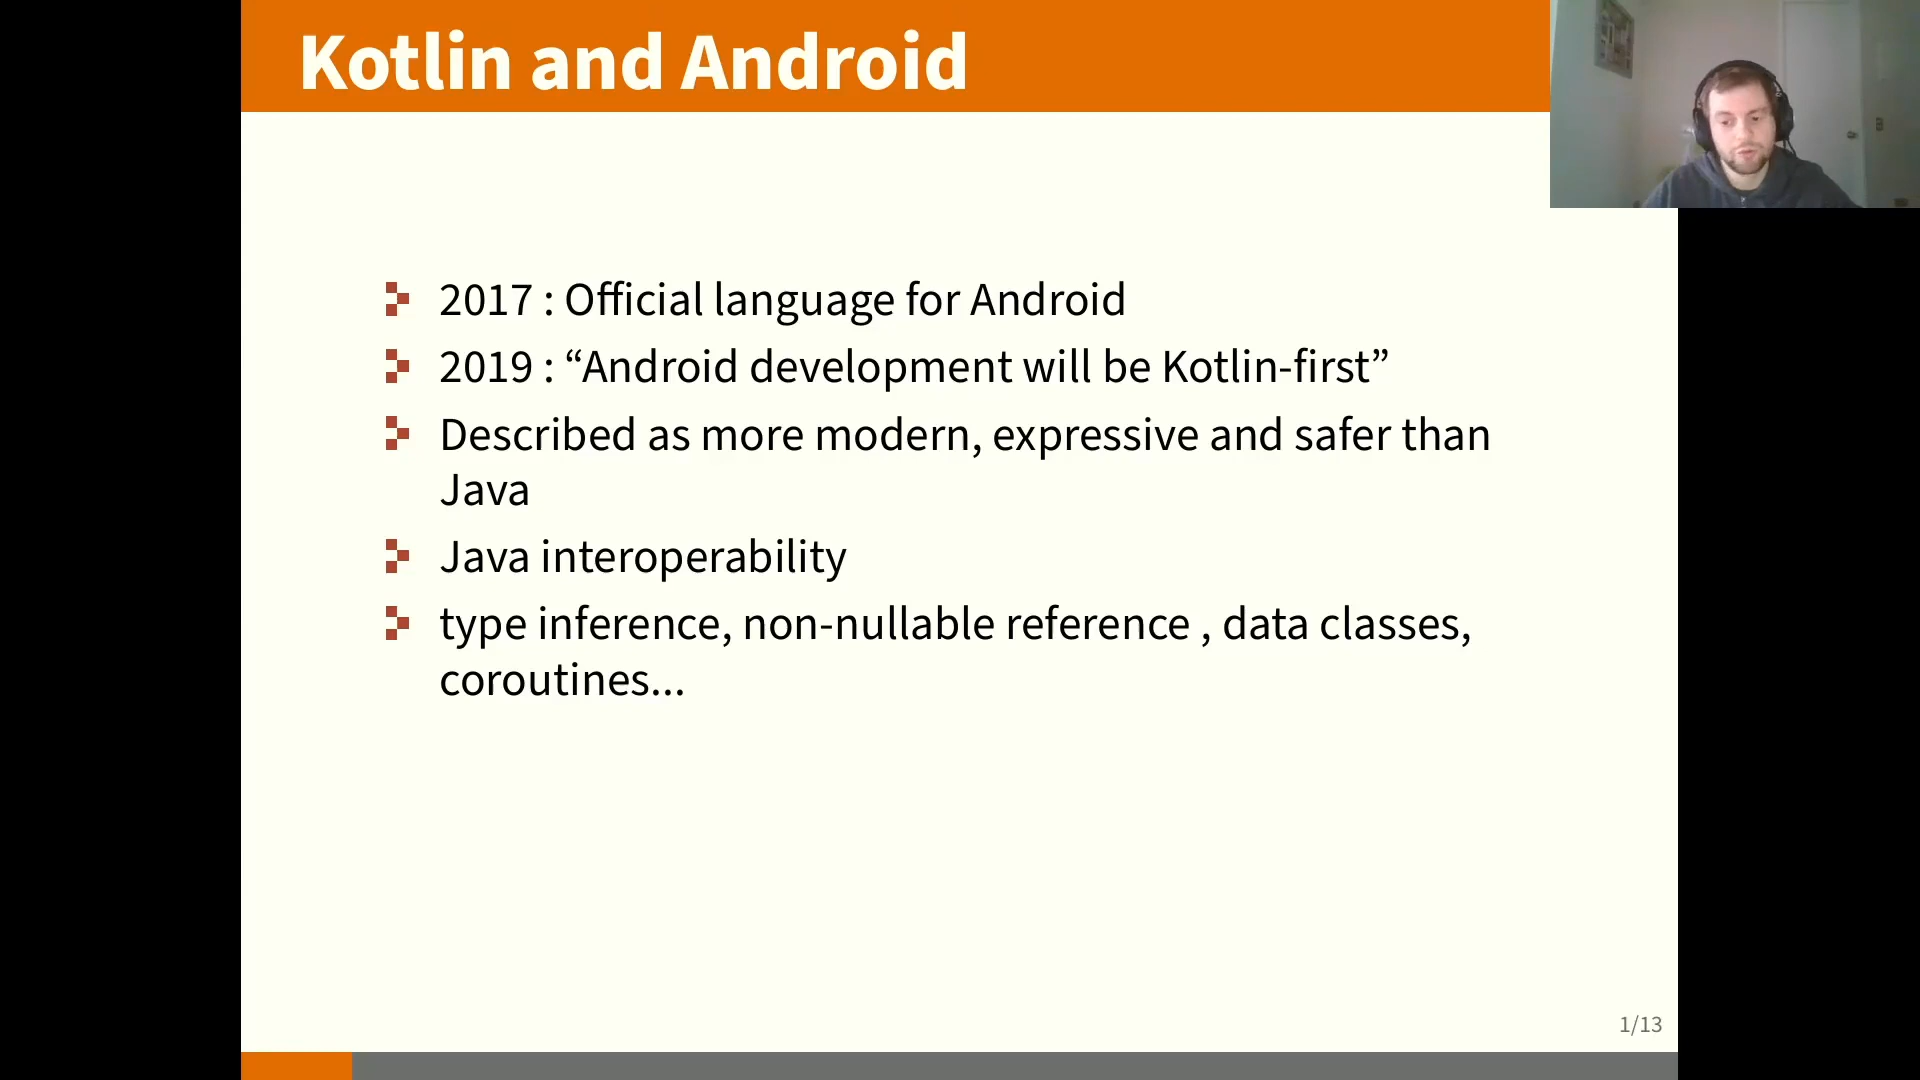 Kotlin and Android
2017 : Official language for Android
2019 : “Android development will be Kotlin-first”
Described as more modern, expressive and safer than
Java
Java interoperability
type inference, non-nullable reference , data classes,
coroutines...
1/13